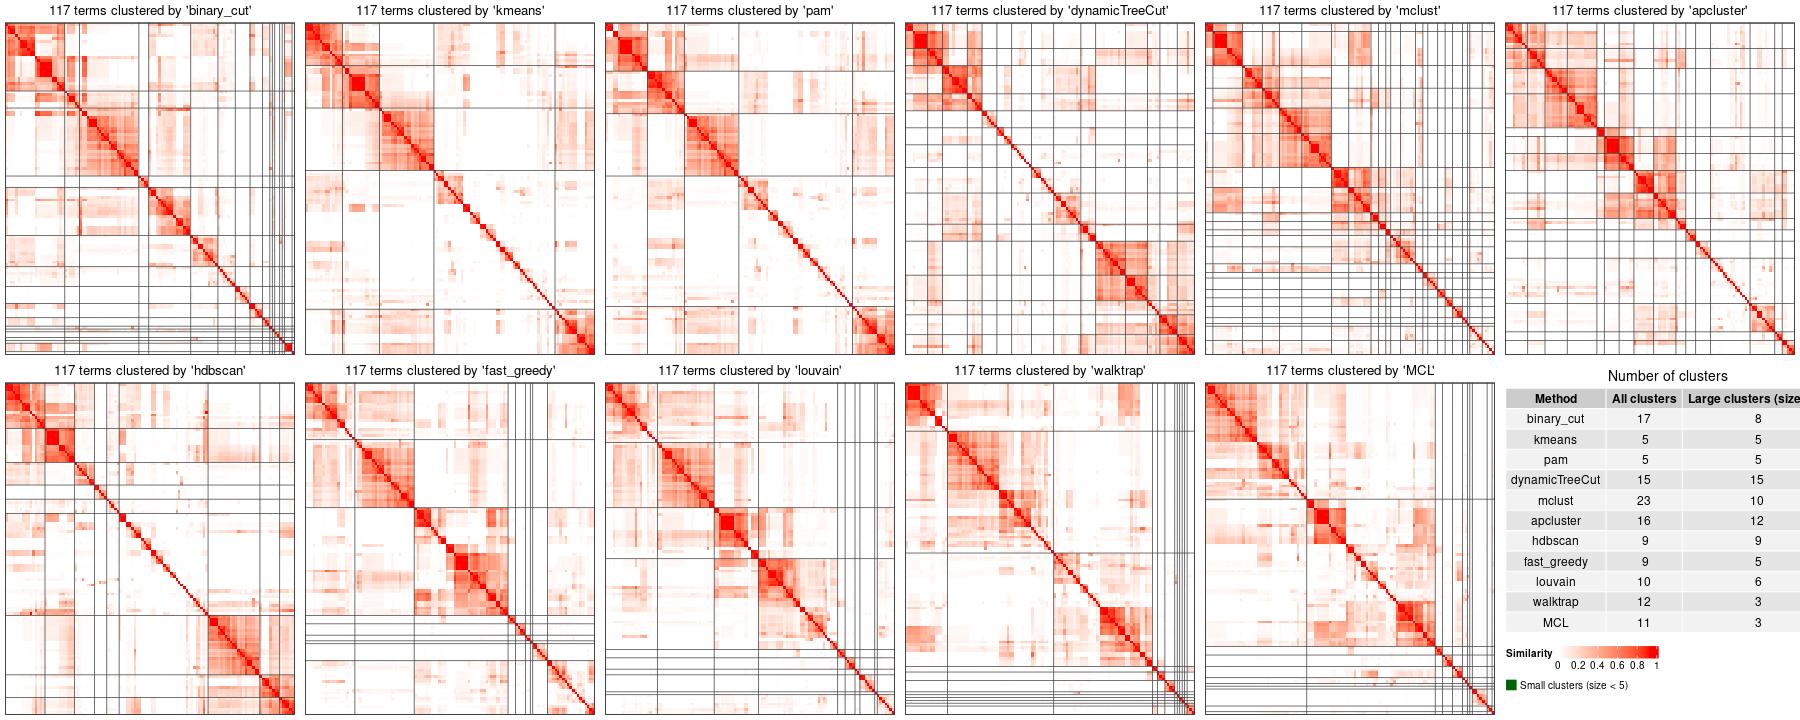 117 terms clustered by 'binary_cut'
117 terms clustered by 'kmeans'
117 terms clustered by 'pam'
117 terms clustered by 'dynamicTreeCut'
117 terms clustered by 'mclust'
117 terms clustered by 'apcluster'
117 terms clustered by 'hdbscan'
117 terms clustered by 'fast_greedy'
117 terms clustered by 'louvain'
117 terms clustered by 'walktrap'
117 terms clustered by 'MCL'
Number of clusters
Method All clusters Large clusters (size
binary_cut 17 8
kmeans 5 5
pam 5 5
dynamicTreeCut 15 15
mclust 23 10
apcluster 16 12
hdbscan 9 9
fast_greedy 9 5
louvain 10 6
walktrap 12 3
MCL 11 3
Similarity
0 0.2 0.4 0.6 0.8 1
Small clusters (size < 5)